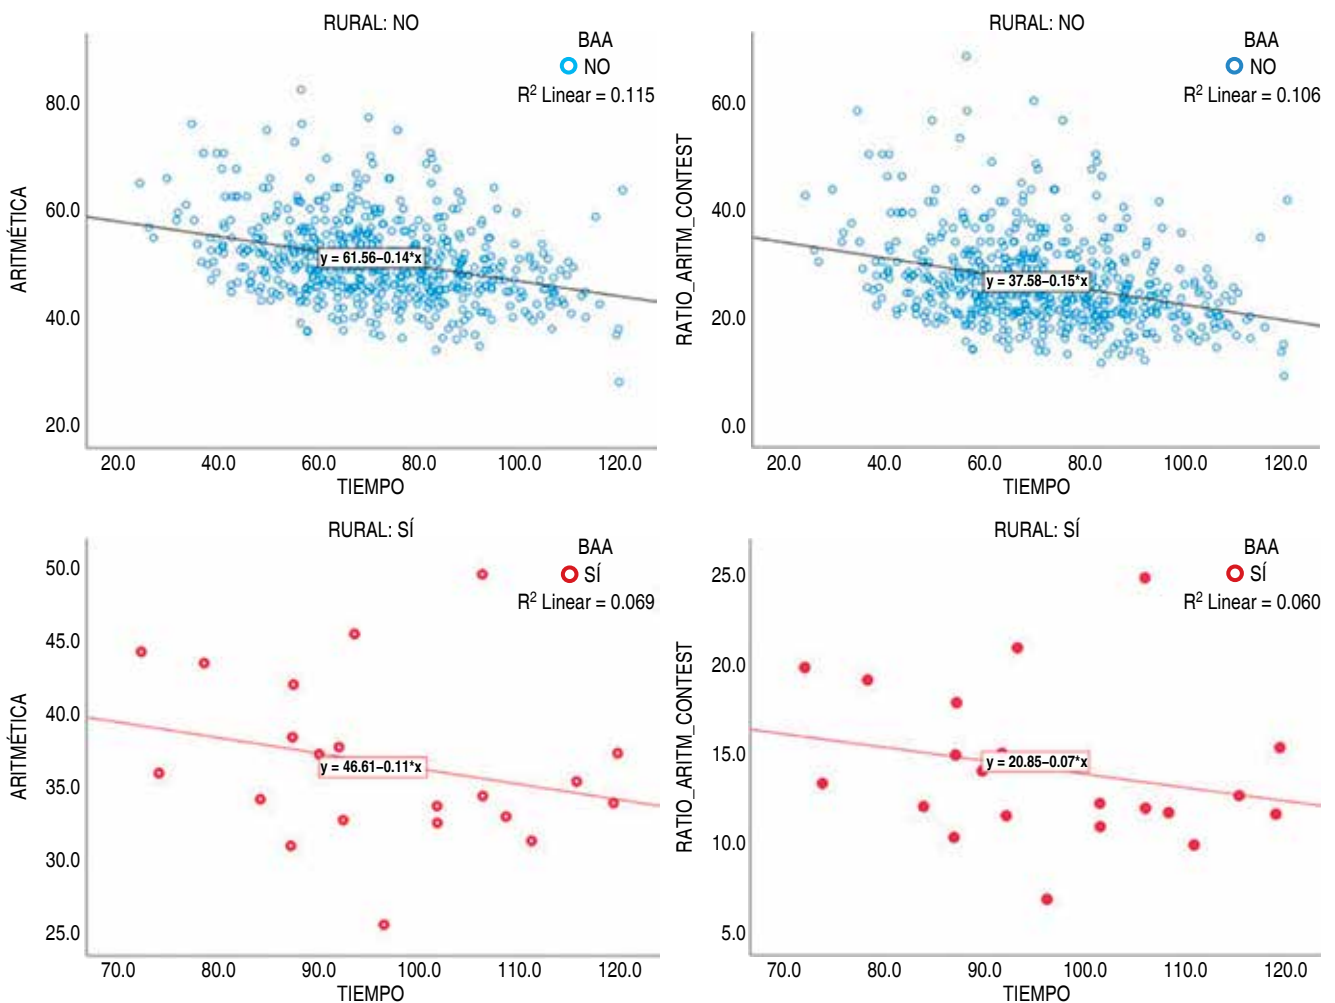 RURAL: NO
BAA
NO
R² Linear = 0.115
ARITMÉTICA
80.0
60.0
40.0
20.0
y = 61.56–0.14*x
20.0 40.0 60.0 80.0 100.0 120.0
TIEMPO
RURAL: NO
BAA
NO
R² Linear = 0.106
RATIO_ARITM_CONTEST
60.0
40.0
20.0
0.0
y = 37.58–0.15*x
20.0 40.0 60.0 80.0 100.0 120.0
TIEMPO
RURAL: SÍ
BAA
SÍ
R² Linear = 0.069
ARITMÉTICA
50.0
45.0
40.0
35.0
30.0
25.0
y = 46.61–0.11*x
70.0 80.0 90.0 100.0 110.0 120.0
TIEMPO
RURAL: SÍ
BAA
SÍ
R² Linear = 0.060
RATIO_ARITM_CONTEST
25.0
20.0
15.0
10.0
5.0
y = 20.85–0.07*x
70.0 80.0 90.0 100.0 110.0 120.0
TIEMPO